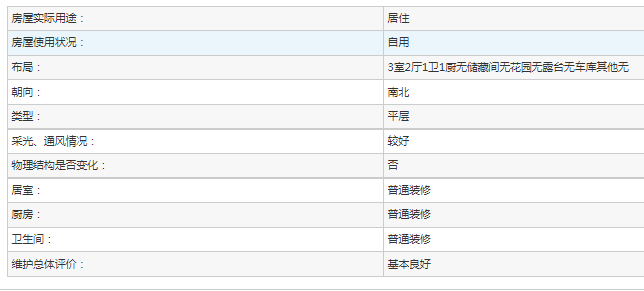 房屋实际用途： 居住
房屋使用状况： 自用
布局： 3室2厅1卫1厨无储藏间无花园无露台无车库其他无
朝向： 南北
类型： 平层
采光、通风情况： 较好
物理结构是否变化： 否
居室： 普通装修
厨房： 普通装修
卫生间： 普通装修
维护总体评价： 基本良好